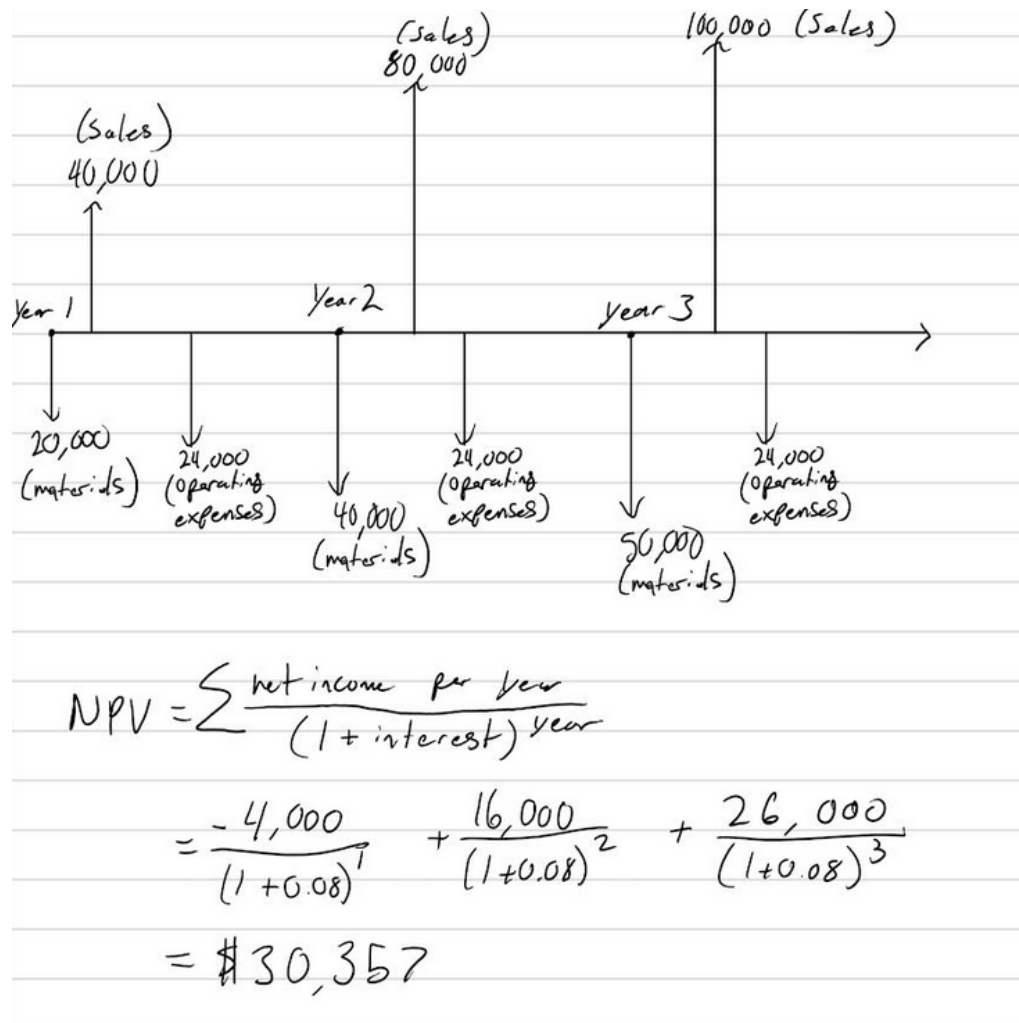 100,000 (Sales)
(Sales)
80,000
(Sales)
40,000
Year 1
Year 2
Year 3
20,000
(materials)
24,000
(operating
expenses)
40,000
(materials)
24,000
(operating
expenses)
50,000
(materials)
24,000
(operating
expenses)
NPV = Σ net income per year / (1 + interest)^year
= -4,000 / (1+0.08)^1 + 16,000 / (1+0.08)^2 + 26,000 / (1+0.08)^3
= $30,357